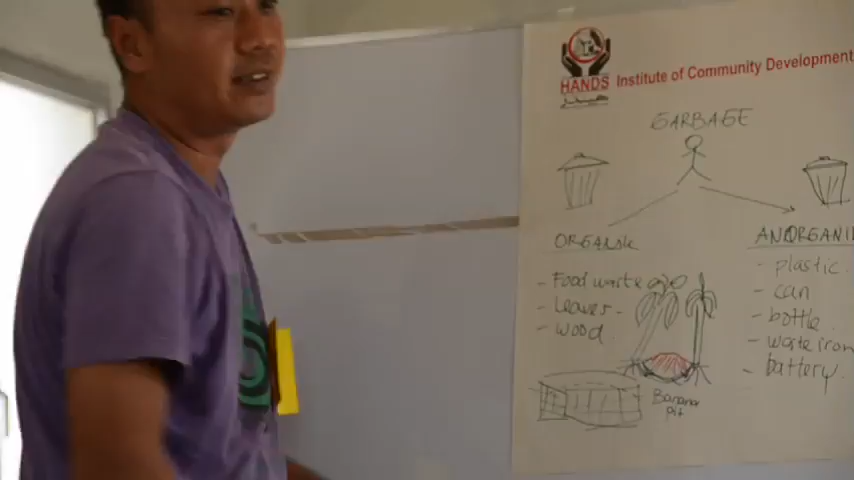 HANDS
Institute of Community Development
GARBAGE
ORGANIK
- Food waste
- Leaves
- wood
Banana
pit
ANORGANI
- plastic
- can
- bottle
- waste iron
- battery